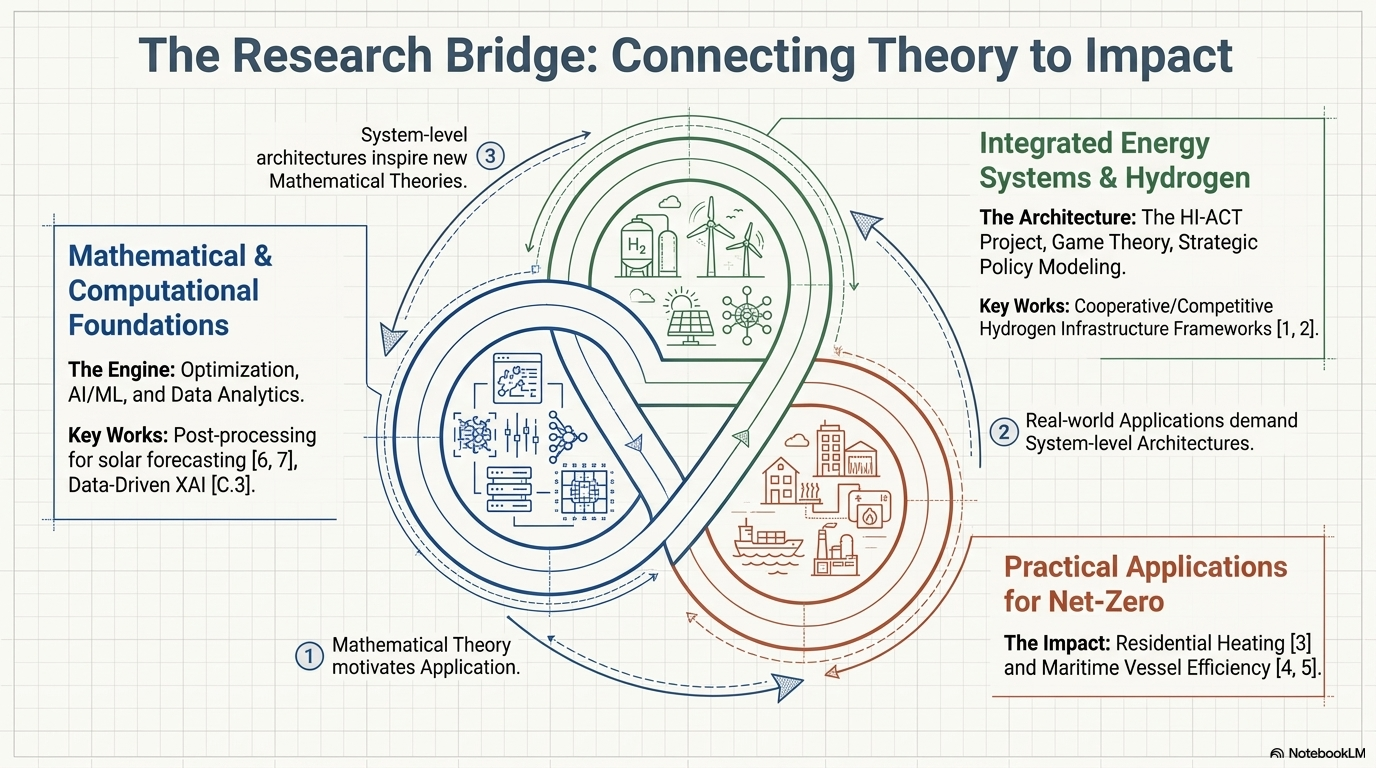 The Research Bridge: Connecting Theory to Impact
System-level
architectures inspire new
Mathematical Theories.
3
Mathematical &
Computational
Foundations
The Engine: Optimization,
AI/ML, and Data Analytics.
Key Works: Post-processing
for solar forecasting [6, 7],
Data-Driven XAI [C.3].
H2
Integrated Energy
Systems & Hydrogen
The Architecture: The HI-ACT
Project, Game Theory, Strategic
Policy Modeling.
Key Works: Cooperative/Competitive
Hydrogen Infrastructure Frameworks [1, 2].
2
Real-world Applications demand
System-level Architectures.
Practical Applications
for Net-Zero
The Impact: Residential Heating [3]
and Maritime Vessel Efficiency [4, 5].
1
Mathematical Theory
motivates Application.
NotebookLM